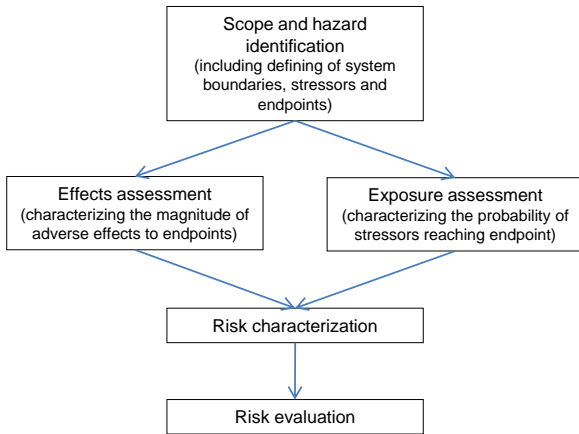 Scope and hazard
identification
(including defining of system
boundaries, stressors and
endpoints)
Effects assessment
(characterizing the magnitude of
adverse effects to endpoints)
Exposure assessment
(characterizing the probability of
stressors reaching endpoint)
Risk characterization
Risk evaluation